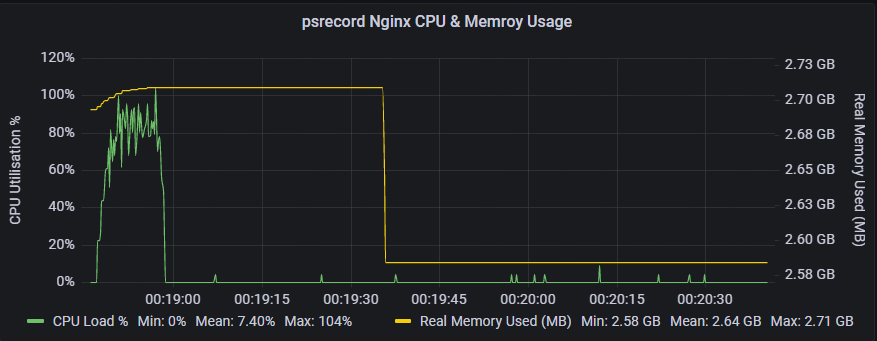 psrecord Nginx CPU & Memroy Usage
120%
100%
80%
60%
40%
20%
0%
CPU Utilisation %
2.73 GB
2.70 GB
2.68 GB
2.65 GB
2.63 GB
2.60 GB
2.58 GB
Real Memory Used (MB)
00:19:00 00:19:15 00:19:30 00:19:45 00:20:00 00:20:15 00:20:30
CPU Load % Min: 0% Mean: 7.40% Max: 104% Real Memory Used (MB) Min: 2.58 GB Mean: 2.64 GB Max: 2.71 GB